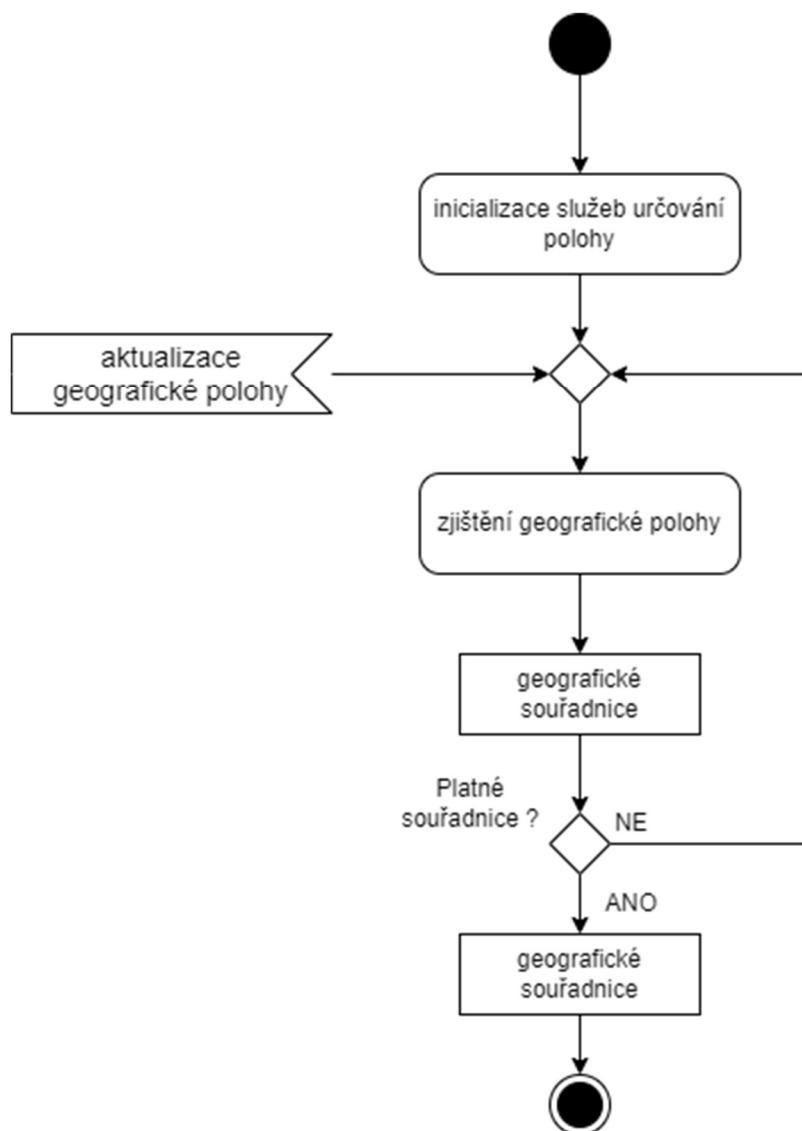 inicializace služeb určování
polohy
aktualizace
geografické polohy
zjištění geografické polohy
geografické
souřadnice
Platné
souřadnice ?
NE
ANO
geografické
souřadnice